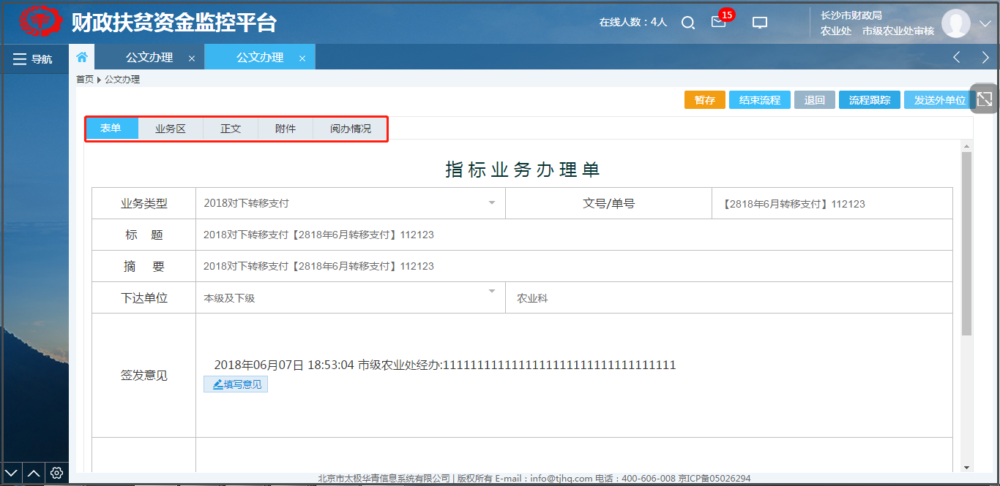 财政扶贫资金监控平台
在线人数：4人
15
长沙市财政局
农业处 市级农业处审核
导航
公文办理 ×
公文办理 ×
首页 公文办理
暂存 结束流程 退回 流程跟踪 发送外单位
表单 业务区 正文 附件 阅办情况
指标业务办理单
业务类型 2018对下转移支付 文号/单号 【2818年6月转移支付】112123
标 题 2018对下转移支付【2818年6月转移支付】112123
摘 要 2018对下转移支付【2818年6月转移支付】112123
下达单位 本级及下级 农业科
签发意见
2018年06月07日 18:53:04 市级农业处经办:1111111111111111111111111111111111
填写意见
北京市太极华青信息系统有限公司 | 版权所有 E-mail：info@tjhq.com 电话：400-606-008 京ICP备05026294